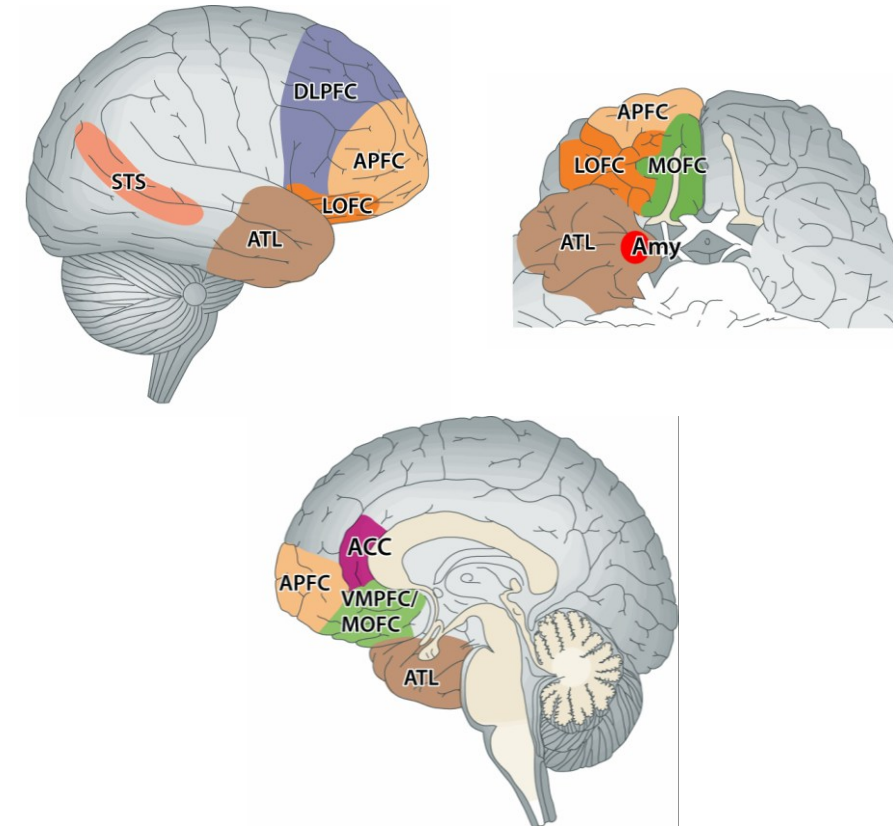 DLPFC
APFC
STS
LOFC
ATL
APFC
LOFC
MOFC
ATL
Amy
ACC
APFC
VMPFC/
MOFC
ATL